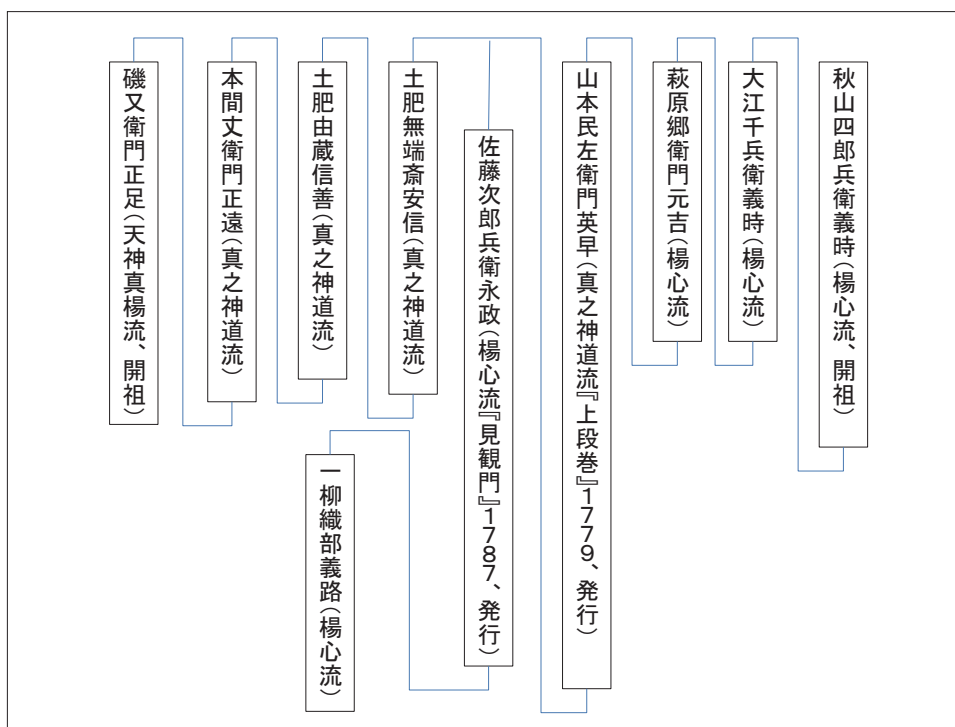 秋山四郎兵衛義時（楊心流、開祖）
大江千兵衛義時（楊心流）
萩原郷衛門元吉（楊心流）
山本民左衛門英早（真之神道流『上段巻』１７７９、発行）
佐藤次郎兵衛永政（楊心流『見観門』１７８７、発行）
土肥無端斎安信（真之神道流）
一柳織部義路（楊心流）
土肥由蔵信善（真之神道流）
本間丈衛門正遠（真之神道流）
磯又衛門正足（天神真楊流、開祖）